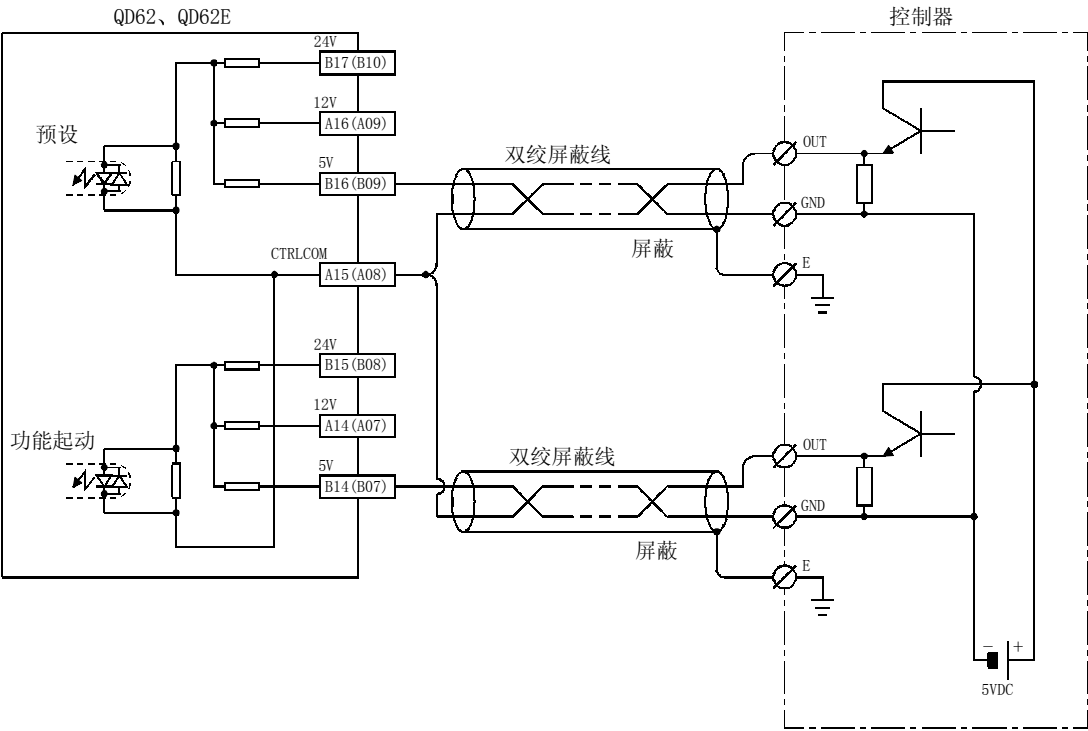 QD62、QD62E
控制器
24V
B17(B10)
12V
A16(A09)
预设
5V
B16(B09)
双绞屏蔽线
OUT
GND
屏蔽
CTRLCOM
A15(A08)
E
24V
B15(B08)
12V
A14(A07)
功能起动
5V
B14(B07)
双绞屏蔽线
OUT
GND
屏蔽
E
− +
5VDC